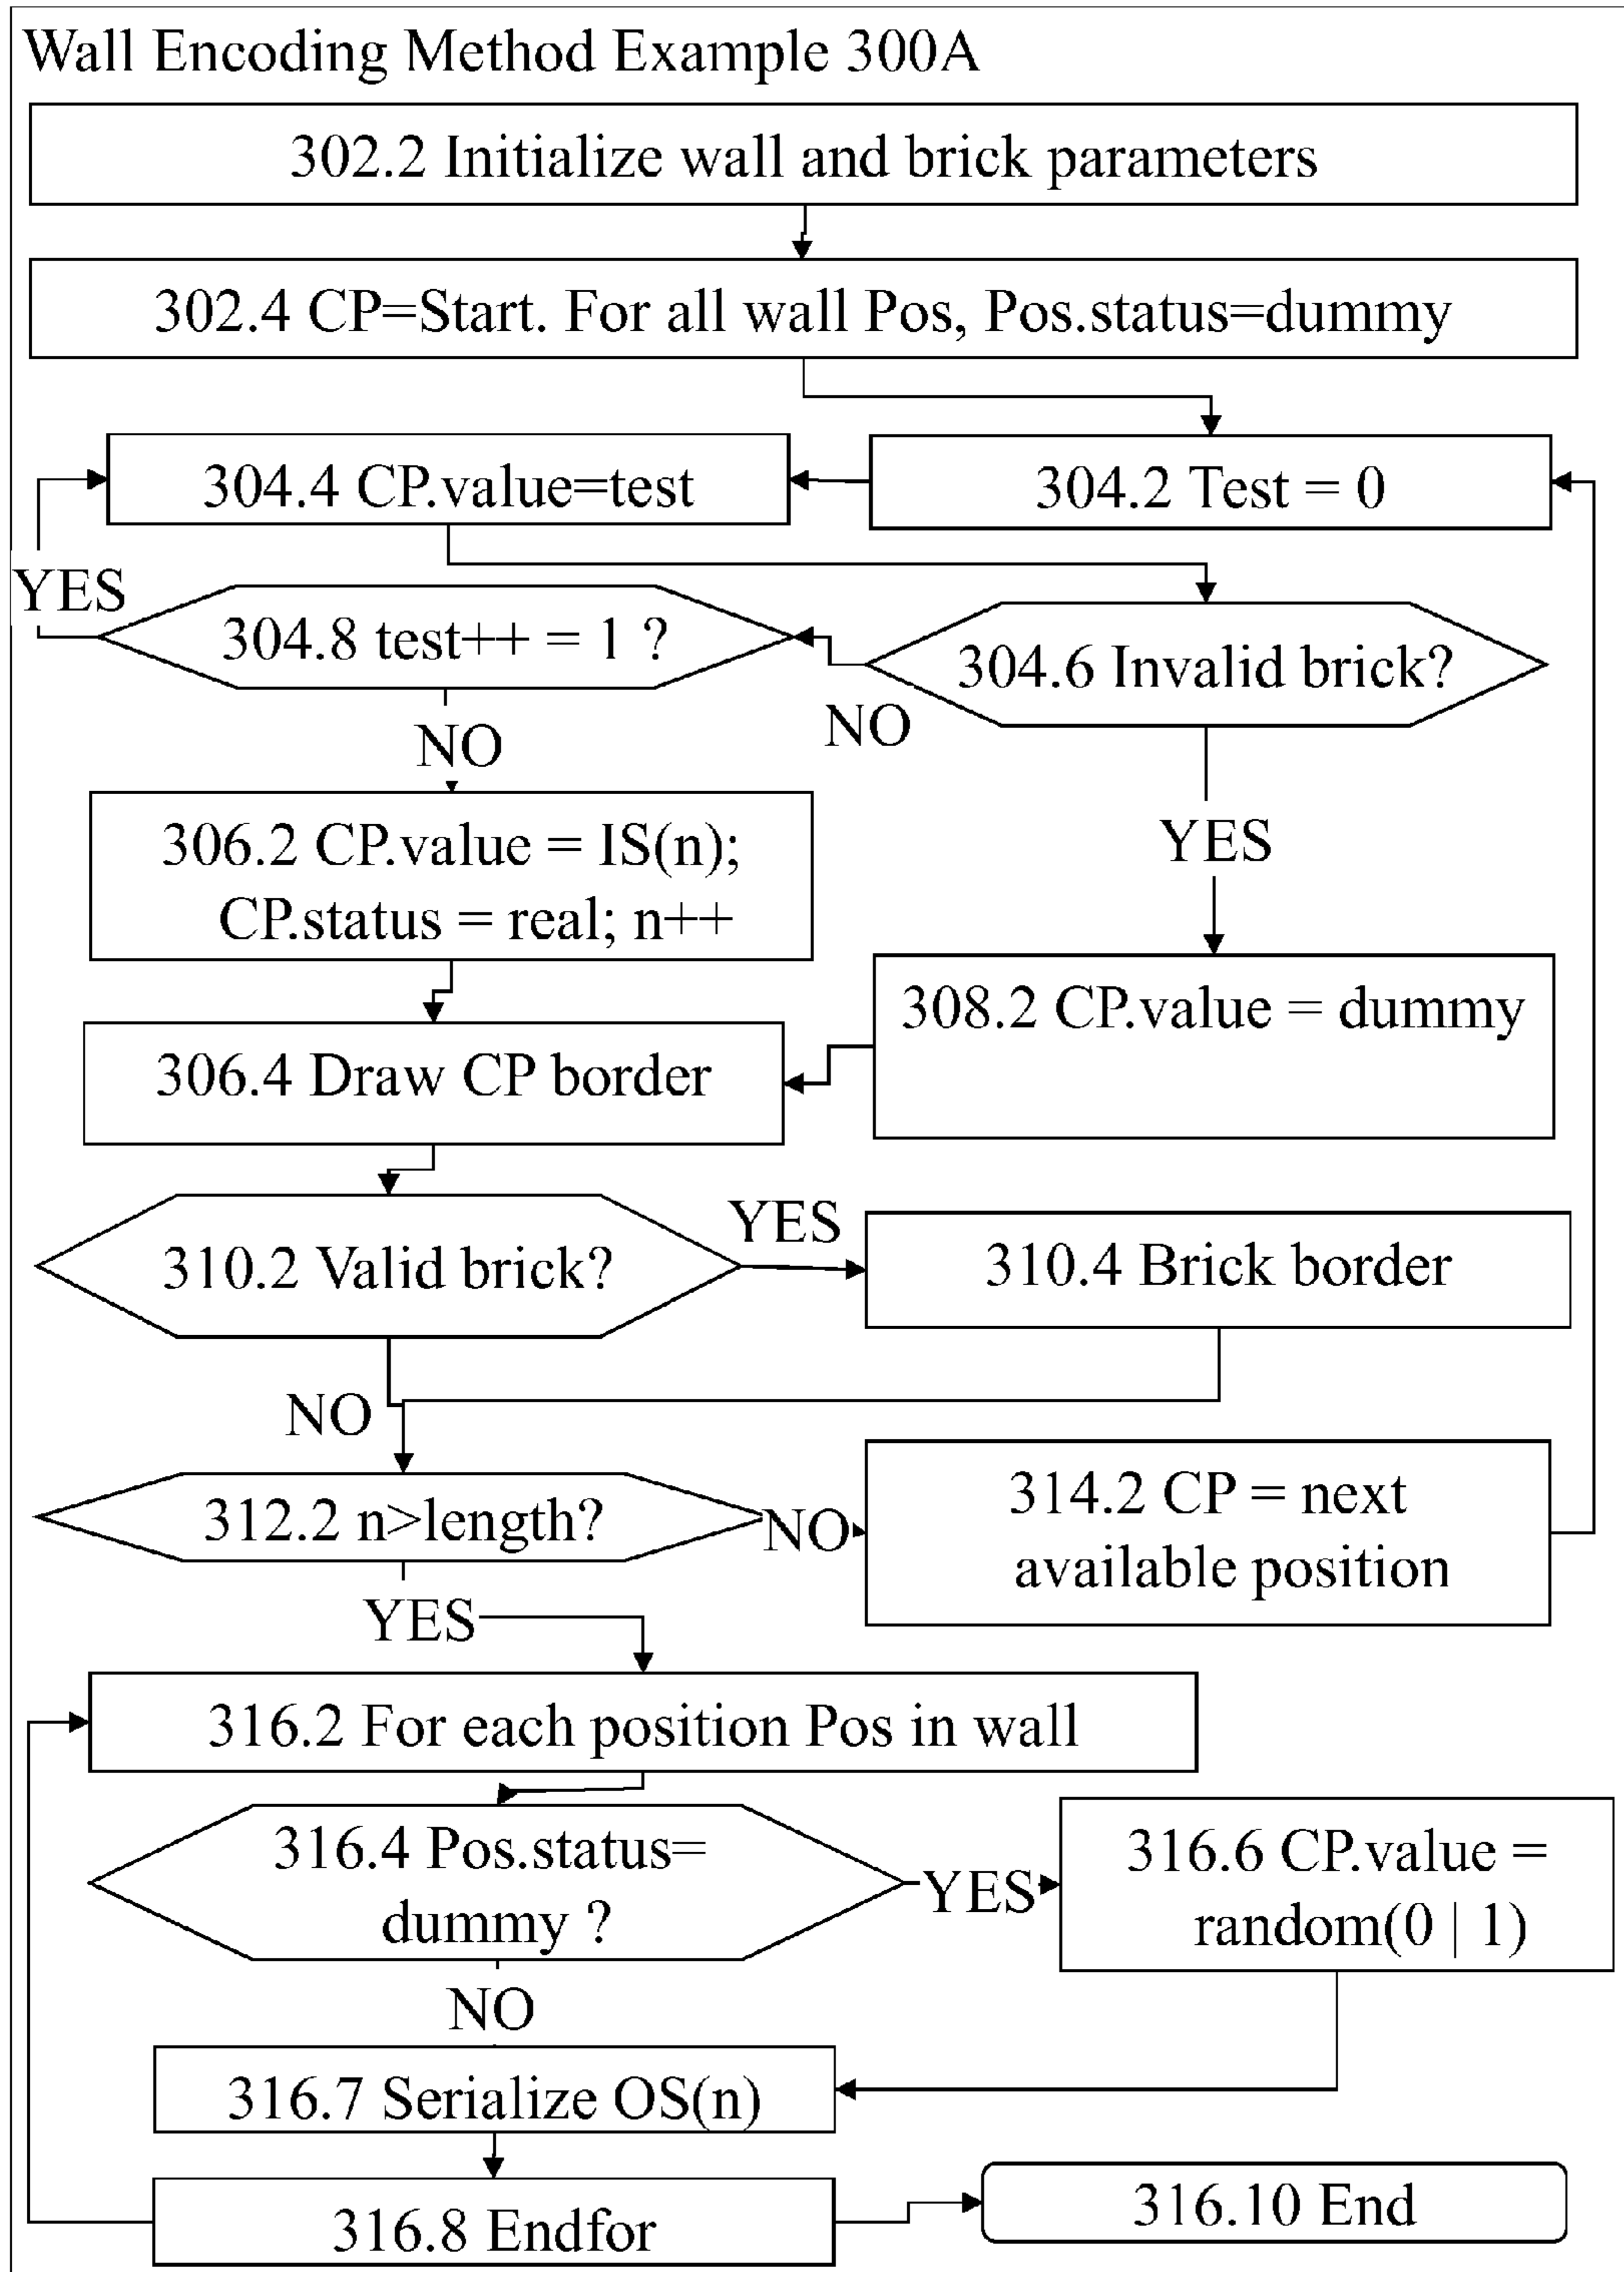 Wall Encoding Method Example 300A
302.2 Initialize wall and brick parameters
302.4 CP=Start. For all wall Pos, Pos.status=dummy
304.4 CP.value=test
304.2 Test = 0
YES
304.8 test++ = 1 ?
304.6 Invalid brick?
NO
NO
306.2 CP.value = IS(n);
CP.status = real; n++
YES
308.2 CP.value = dummy
306.4 Draw CP border
310.2 Valid brick?
YES
310.4 Brick border
NO
312.2 n>length?
NO
314.2 CP = next
available position
YES
316.2 For each position Pos in wall
316.4 Pos.status=
dummy ?
YES
316.6 CP.value =
random(0 | 1)
NO
316.7 Serialize OS(n)
316.8 Endfor
316.10 End